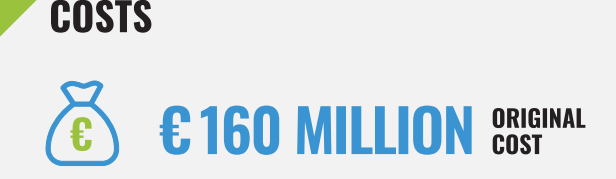 COSTS
€
€ 160 MILLION
ORIGINAL
COST